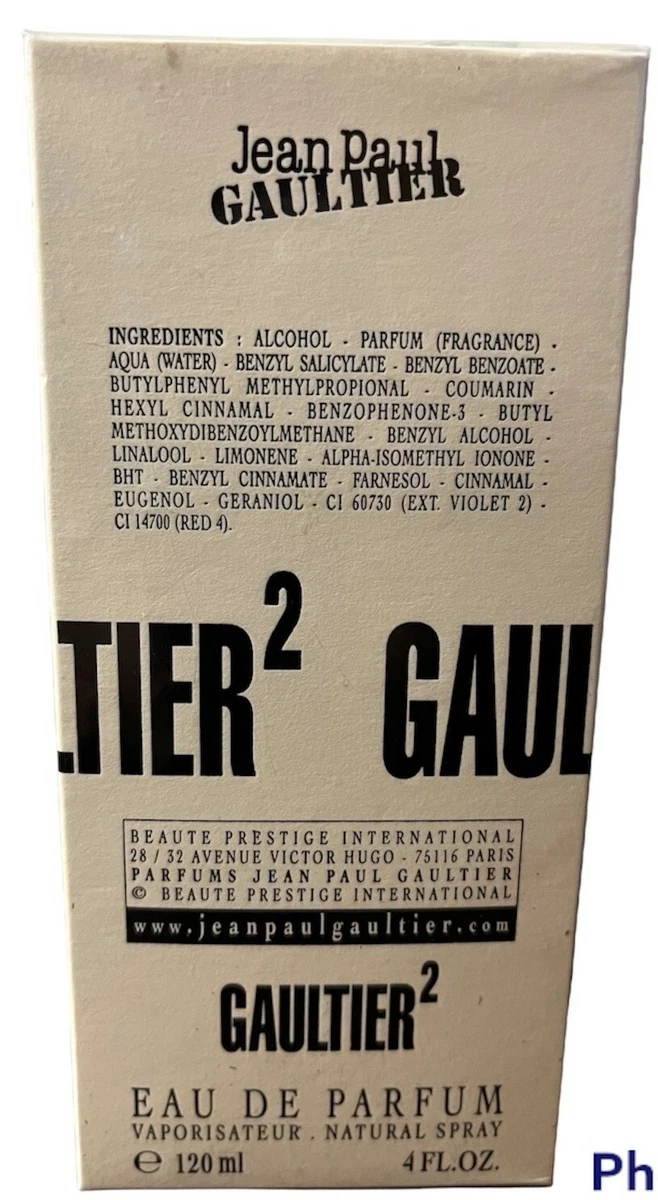 Jean Paul
GAULTIER
INGREDIENTS : ALCOHOL - PARFUM (FRAGRANCE) -
AQUA (WATER) - BENZYL SALICYLATE - BENZYL BENZOATE -
BUTYLPHENYL METHYLPROPIONAL - COUMARIN -
HEXYL CINNAMAL - BENZOPHENONE-3 - BUTYL
METHOXYDIBENZOYLMETHANE - BENZYL ALCOHOL -
LINALOOL - LIMONENE - ALPHA-ISOMETHYL IONONE -
BHT - BENZYL CINNAMATE - FARNESOL - CINNAMAL -
EUGENOL - GERANIOL - CI 60730 (EXT. VIOLET 2) -
CI 14700 (RED 4).
LTIER² GAUL
BEAUTE PRESTIGE INTERNATIONAL
28 / 32 AVENUE VICTOR HUGO - 75116 PARIS
PARFUMS JEAN PAUL GAULTIER
© BEAUTE PRESTIGE INTERNATIONAL
www.jeanpaulgaultier.com
GAULTIER²
EAU DE PARFUM
VAPORISATEUR . NATURAL SPRAY
℮ 120 ml 4 FL.OZ.
Ph